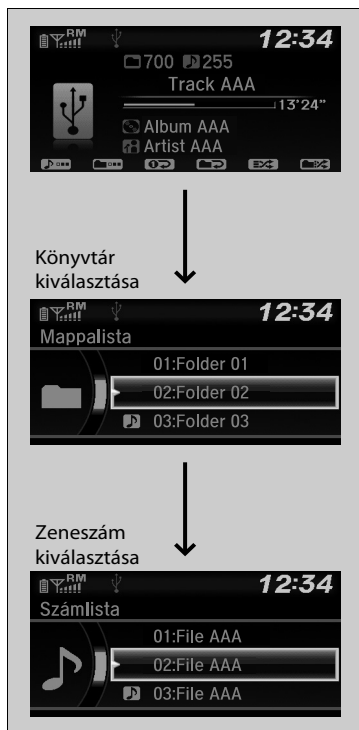 RM
12:34
700 255
Track AAA
13'24"
Album AAA
Artist AAA
Könyvtár
kiválasztása
RM
12:34
Mappalista
01:Folder 01
02:Folder 02
03:Folder 03
Zeneszám
kiválasztása
RM
12:34
Számlista
01:File AAA
02:File AAA
03:File AAA